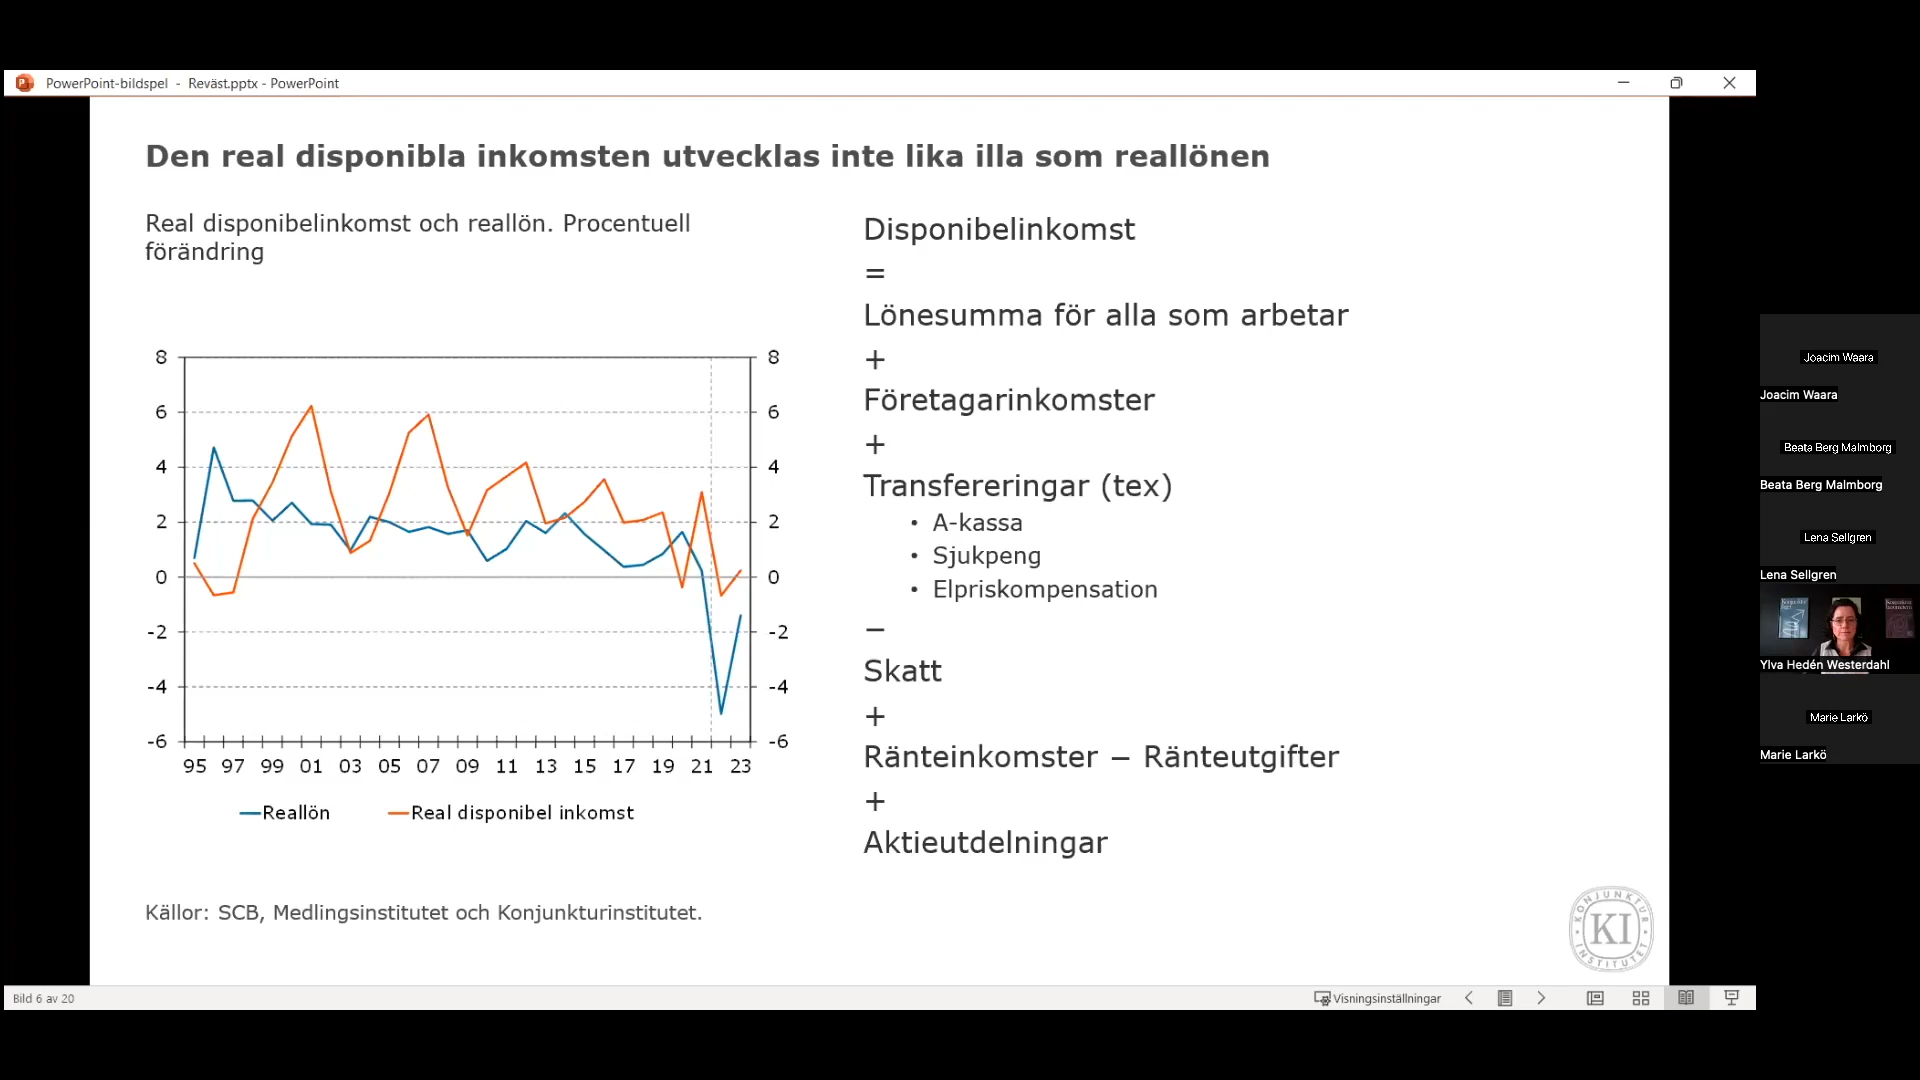 PowerPoint-bildspel - Reväst.pptx - PowerPoint
Den real disponibla inkomsten utvecklas inte lika illa som reallönen
Real disponibelinkomst och reallön. Procentuell
förändring
8 8
6 6
4 4
2 2
0 0
-2 -2
-4 -4
-6 -6
95 97 99 01 03 05 07 09 11 13 15 17 19 21 23
Reallön Real disponibel inkomst
Källor: SCB, Medlingsinstitutet och Konjunkturinstitutet.
Disponibelinkomst
=
Lönesumma för alla som arbetar
+
Företagarinkomster
+
Transfereringar (tex)
• A-kassa
• Sjukpeng
• Elpriskompensation
−
Skatt
+
Ränteinkomster − Ränteutgifter
+
Aktieutdelningar
KONJUNKTUR
KI
INSTITUTET
Bild 6 av 20
Visningsinställningar
Joacim Waara
Joacim Waara
Beata Berg Malmborg
Beata Berg Malmborg
Lena Sellgren
Lena Sellgren
Ylva Hedén Westerdahl
Marie Larkö
Marie Larkö